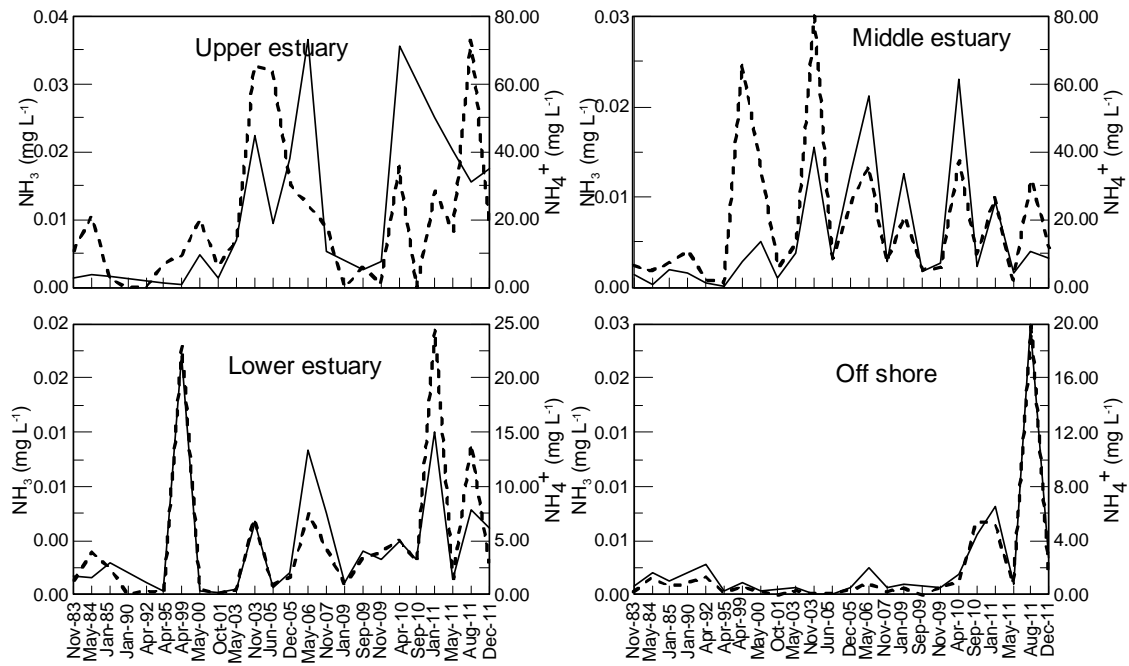 Upper estuary
0.04
0.03
0.02
0.01
0.00
NH₃ (mg L⁻¹)
80.00
60.00
40.00
20.00
0.00
NH₄⁺ (mg L⁻¹)
Middle estuary
0.03
0.02
0.01
0.00
NH₃ (mg L⁻¹)
80.00
60.00
40.00
20.00
0.00
NH₄⁺ (mg L⁻¹)
Lower estuary
0.02
0.02
0.01
0.01
0.00
0.00
NH₃ (mg L⁻¹)
25.00
20.00
15.00
10.00
5.00
0.00
NH₄⁺ (mg L⁻¹)
Nov-83
May-84
Jan-85
Jan-90
Apr-92
Apr-95
Apr-99
May-00
Oct-01
May-03
Nov-03
Jun-05
Dec-05
May-06
Nov-07
Jan-09
Sep-09
Nov-09
Apr-10
Sep-10
Jan-11
May-11
Aug-11
Dec-11
Off shore
0.03
0.02
0.02
0.01
0.01
0.00
NH₃ (mg L⁻¹)
20.00
16.00
12.00
8.00
4.00
0.00
NH₄⁺ (mg L⁻¹)
Nov-83
May-84
Jan-85
Jan-90
Apr-92
Apr-95
Apr-99
May-00
Oct-01
May-03
Nov-03
Jun-05
Dec-05
May-06
Nov-07
Jan-09
Sep-09
Nov-09
Apr-10
Sep-10
Jan-11
May-11
Aug-11
Dec-11